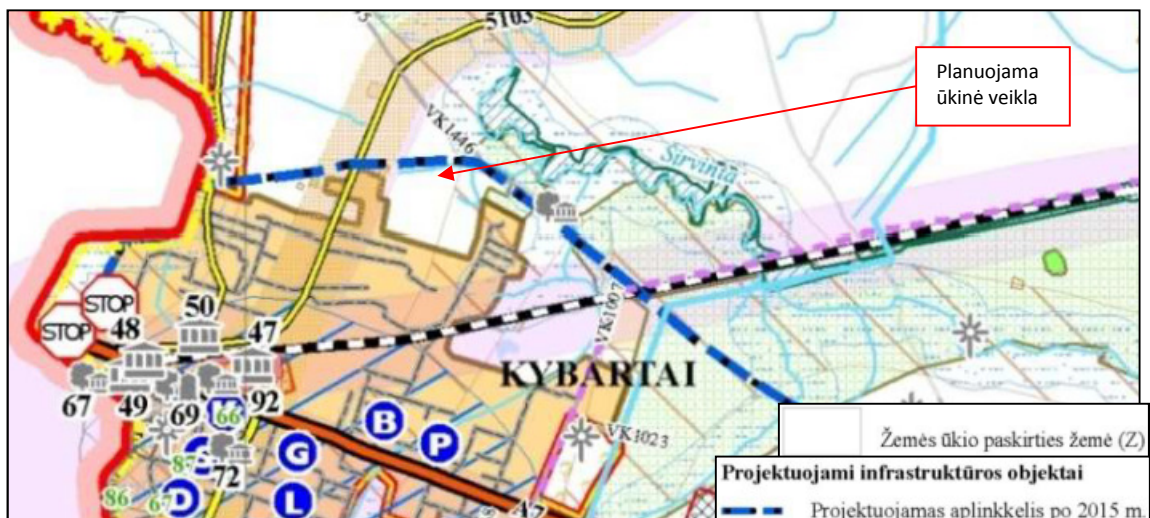 5103
Planuojama
ūkinė veikla
VK1446
Širvinta
STOP
50
STOP
48
47
VK1007
KYBARTAI
67
49
69
66
92
B
VK1023
P
87
72
G
86
67
D
L
Žemės ūkio paskirties žemė (Z)
Projektuojami infrastruktūros objektai
Projektuojamas aplinkkelis po 2015 m.